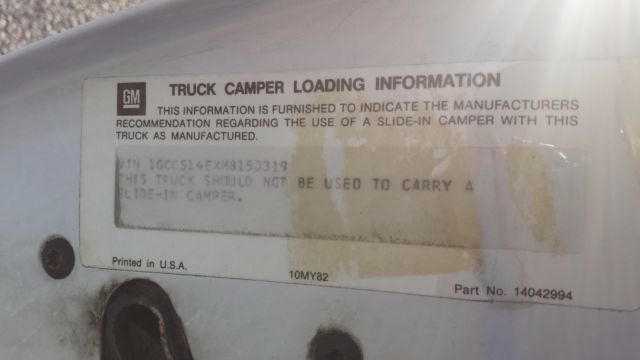 GM
TRUCK CAMPER LOADING INFORMATION
THIS INFORMATION IS FURNISHED TO INDICATE THE MANUFACTURERS
RECOMMENDATION REGARDING THE USE OF A SLIDE-IN CAMPER WITH THIS
TRUCK AS MANUFACTURED.
VIN
THIS TRUCK SHOULD NOT BE USED TO CARRY A
SLIDE-IN CAMPER.
Printed in U.S.A.
10MY82
Part No. 14042994